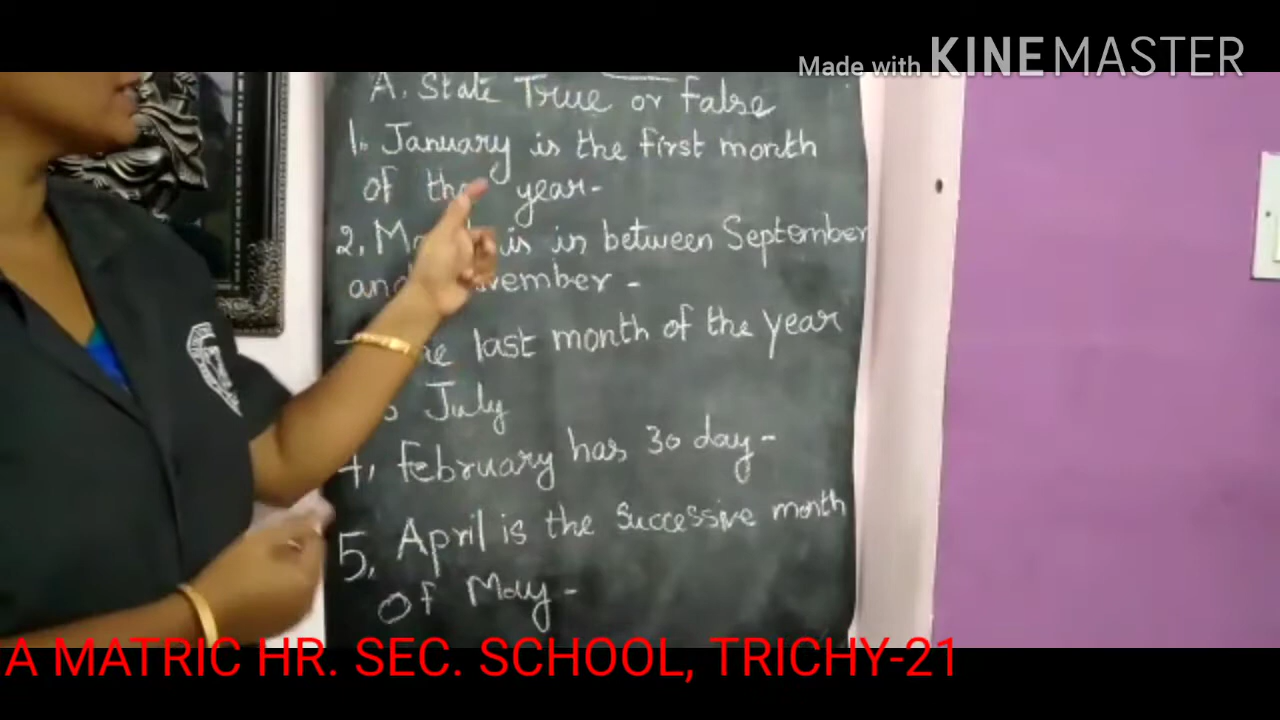 Made with KINEMASTER
A. State True or false
1. January is the first month
of the year-
2. is in between September
and November -
The last month of the year
July
4, February has 30 day -
5, April is the successive month
of May -
A MATRIC HR. SEC. SCHOOL, TRICHY-21